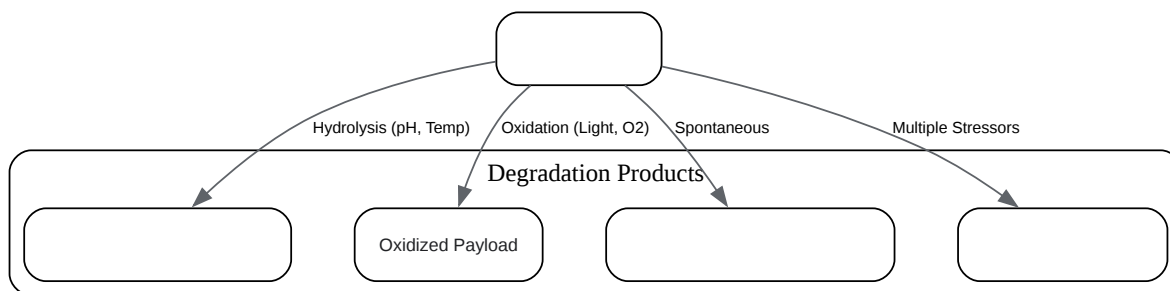 Hydrolysis (pH, Temp)
Oxidation (Light, O2)
Spontaneous
Multiple Stressors
Degradation Products
Oxidized Payload